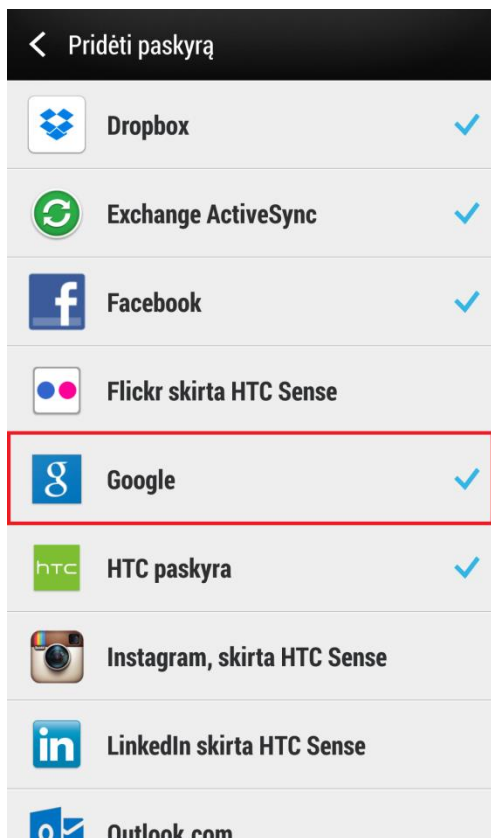 Pridėti paskyrą
Dropbox
Exchange ActiveSync
Facebook
Flickr skirta HTC Sense
Google
hTC HTC paskyra
Instagram, skirta HTC Sense
LinkedIn skirta HTC Sense
Outlook.com